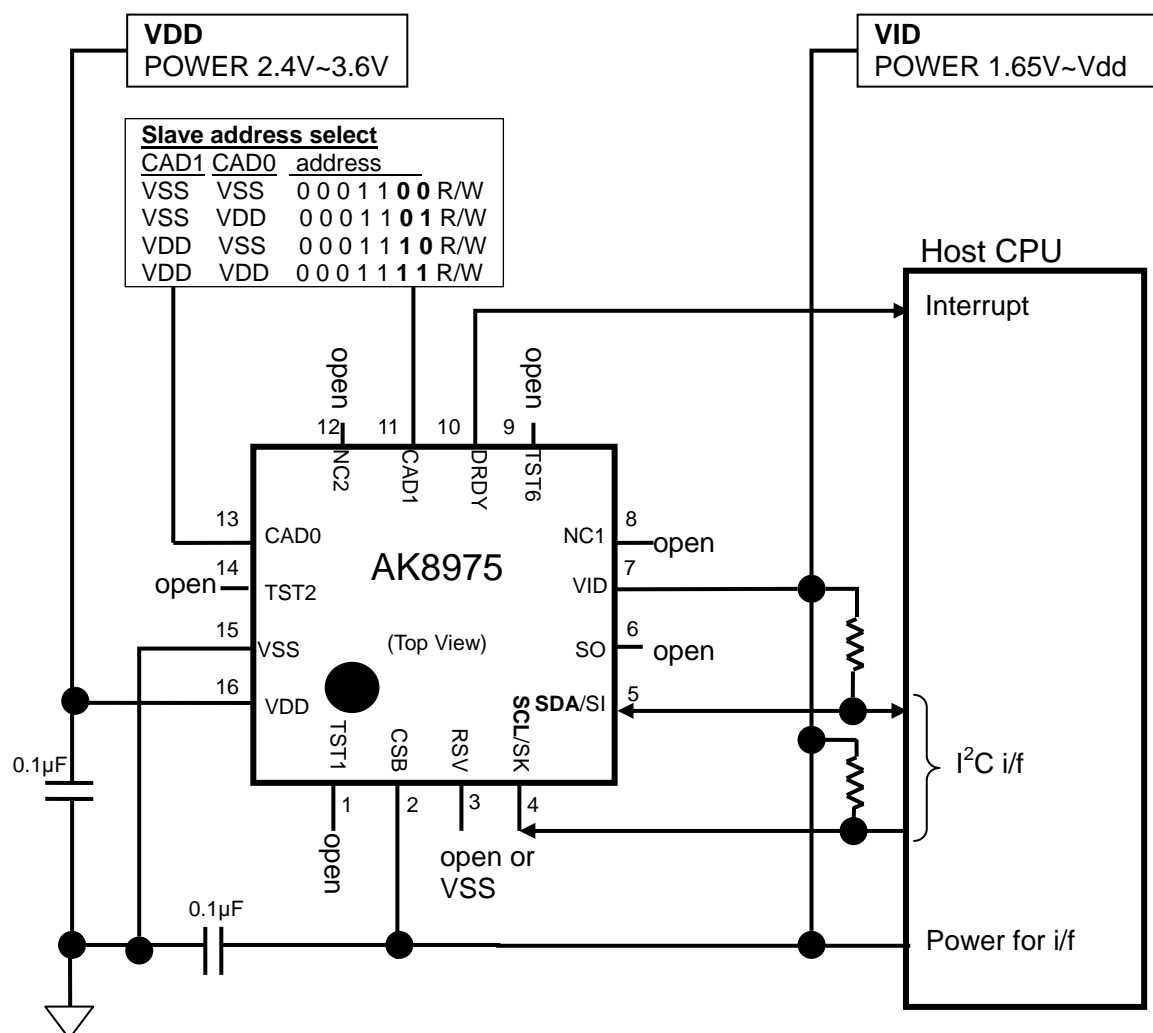 VDD
POWER 2.4V~3.6V
VID
POWER 1.65V~Vdd
Slave address select
CAD1 CAD0 address
VSS VSS 0 0 0 1 1 0 0 R/W
VSS VDD 0 0 0 1 1 0 1 R/W
VDD VSS 0 0 0 1 1 1 0 R/W
VDD VDD 0 0 0 1 1 1 1 R/W
Host CPU
Interrupt
open
open
12
11
10
9
NC2
CAD1
DRDY
TST6
13
CAD0
8
NC1
open
AK8975
open
14
TST2
7
VID
15
VSS
(Top View)
6
SO
open
16
VDD
5
SDA/SI
TST1
CSB
RSV
SCL/SK
0.1µF
I²C i/f
1
2
3
4
open
open or
VSS
0.1µF
Power for i/f